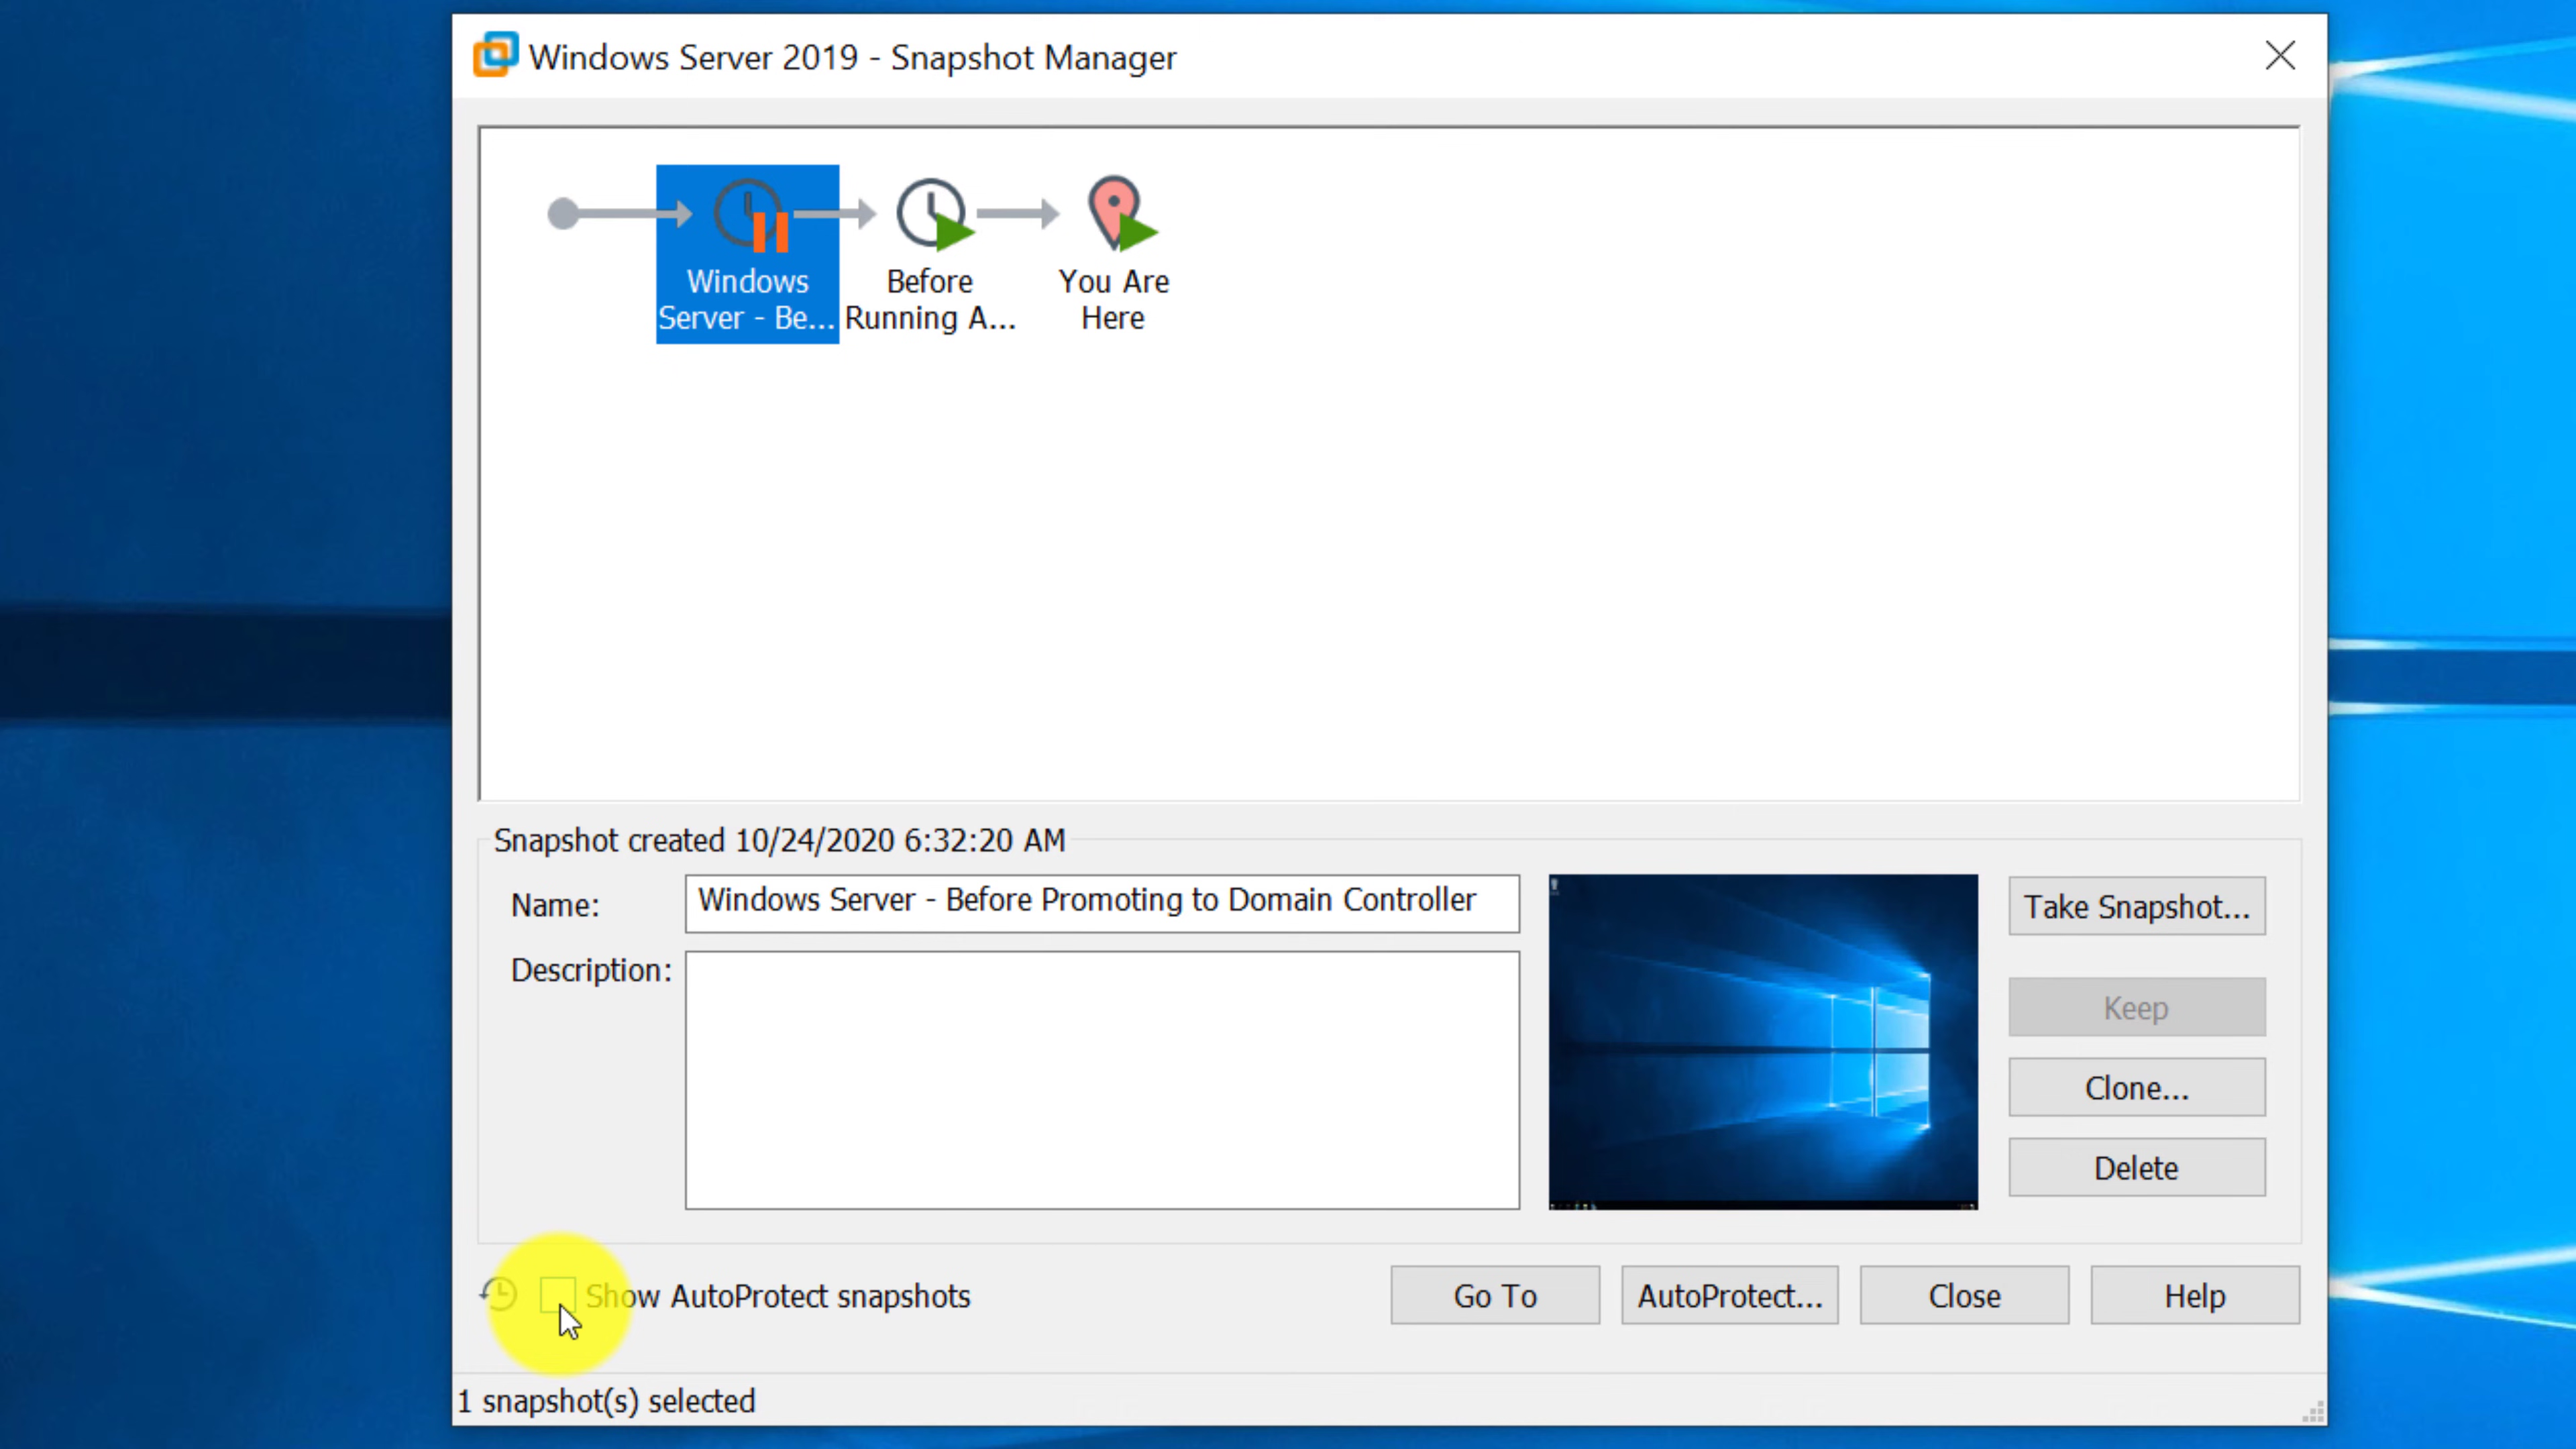 Windows Server 2019 - Snapshot Manager
Windows
Server - Be...
Before
Running A...
You Are
Here
Snapshot created 10/24/2020 6:32:20 AM
Name:
Windows Server - Before Promoting to Domain Controller
Take Snapshot...
Description:
Keep
Clone...
Delete
Show AutoProtect snapshots
Go To
AutoProtect...
Close
Help
1 snapshot(s) selected